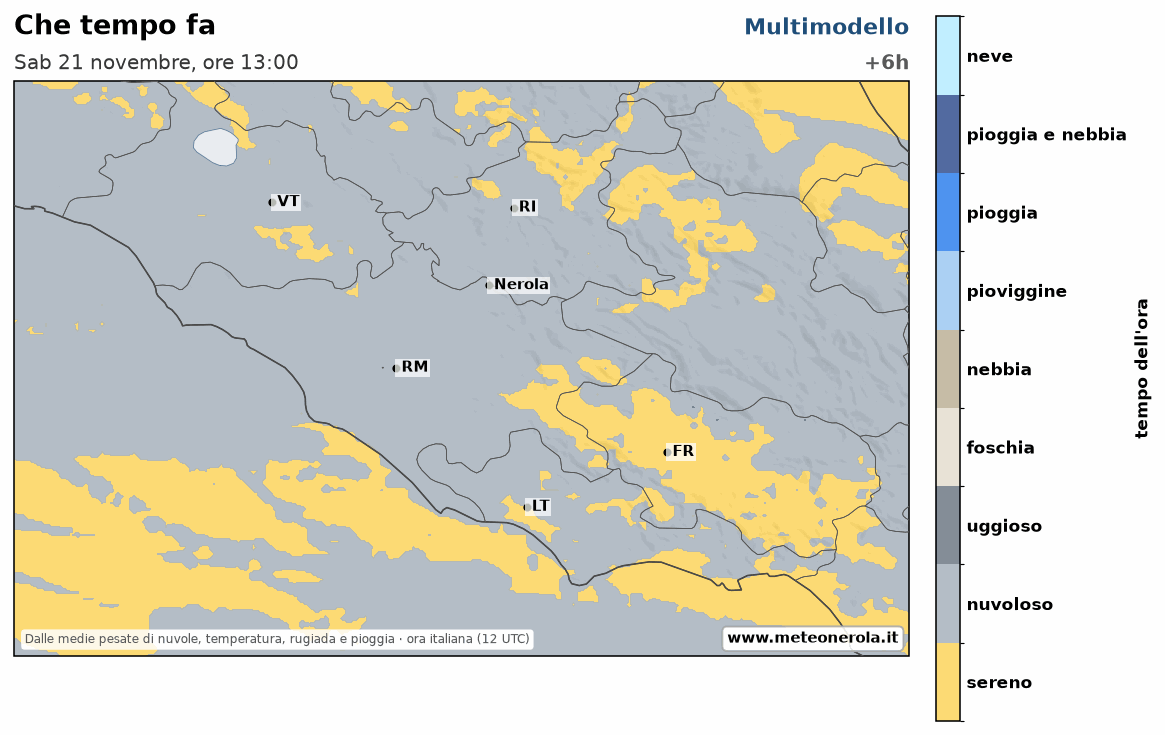 Che tempo fa
Multimodello
Sab 21 novembre, ore 13:00
+6h
VT
RI
Nerola
RM
FR
LT
Dalle medie pesate di nuvole, temperatura, rugiada e pioggia · ora italiana (12 UTC)
www.meteonerola.it
neve
pioggia e nebbia
pioggia
pioviggine
nebbia
foschia
uggioso
nuvoloso
sereno
tempo dell'ora